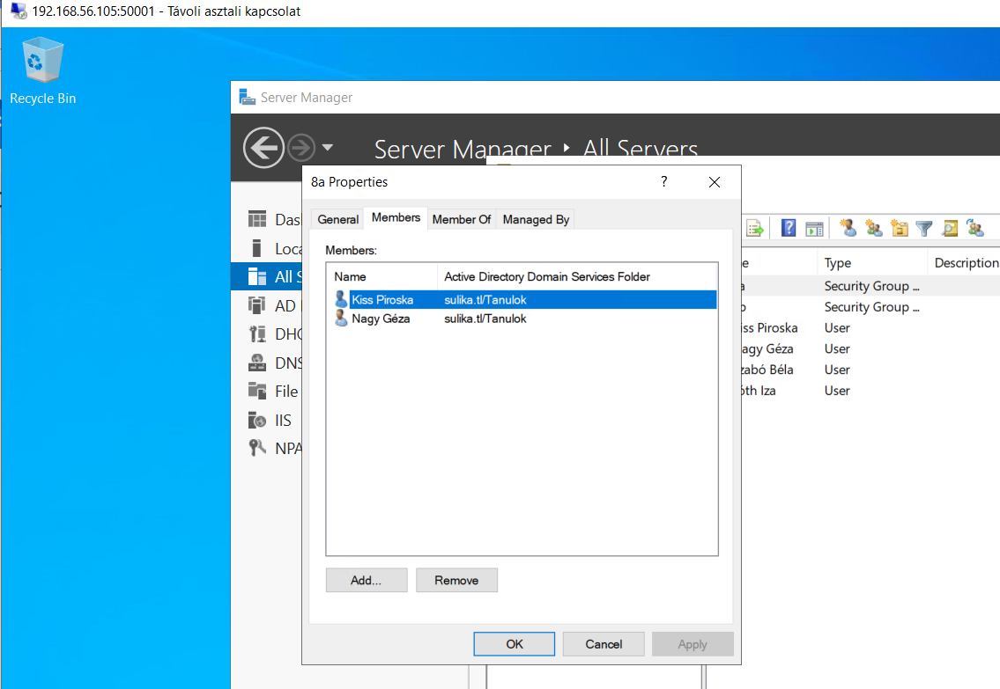 192.168.56.105:50001 - Távoli asztali kapcsolat
Recycle Bin
Server Manager
Server Manager ‣ All Servers
8a Properties
?
General Members Member Of Managed By
Members:
Name Active Directory Domain Services Folder
Kiss Piroska sulika.tl/Tanulok
Nagy Géza sulika.tl/Tanulok
Add... Remove
OK Cancel Apply
Das
Loca
All S
AD
DHC
DNS
File
IIS
NPA
e Type Description
a Security Group ...
Security Group ...
iss Piroska User
agy Géza User
zabó Béla User
óth Iza User